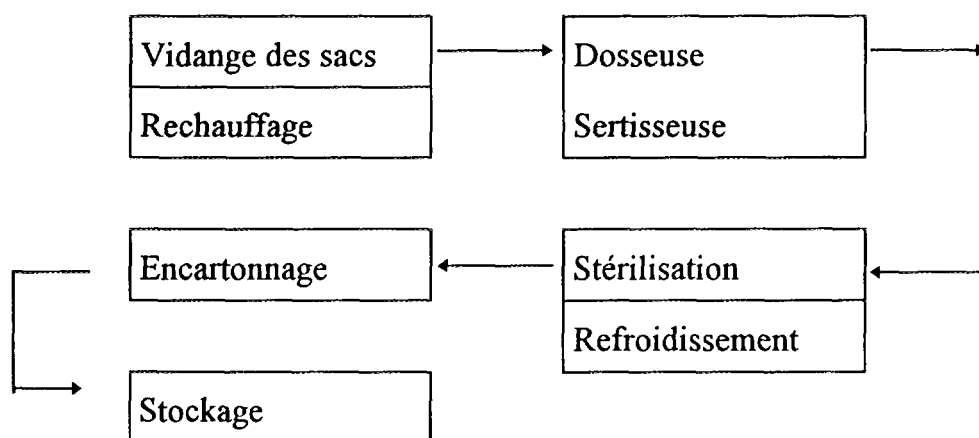 Vidange des sacs
Rechauffage
Dosseuse
Sertisseuse
Stérilisation
Refroidissement
Encartonnage
Stockage